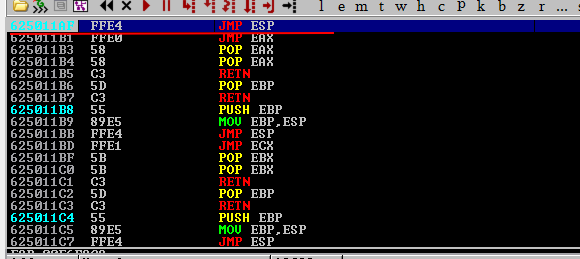 l e m t w h c p k b z r ... s
625011AF FFE4 JMP ESP
625011B1 FFE0 JMP EAX
625011B3 58 POP EAX
625011B4 58 POP EAX
625011B5 C3 RETN
625011B6 5D POP EBP
625011B7 C3 RETN
625011B8 55 PUSH EBP
625011B9 89E5 MOV EBP,ESP
625011BB FFE4 JMP ESP
625011BD FFE1 JMP ECX
625011BF 5B POP EBX
625011C0 5B POP EBX
625011C1 C3 RETN
625011C2 5D POP EBP
625011C3 C3 RETN
625011C4 55 PUSH EBP
625011C5 89E5 MOV EBP,ESP
625011C7 FFE4 JMP ESP